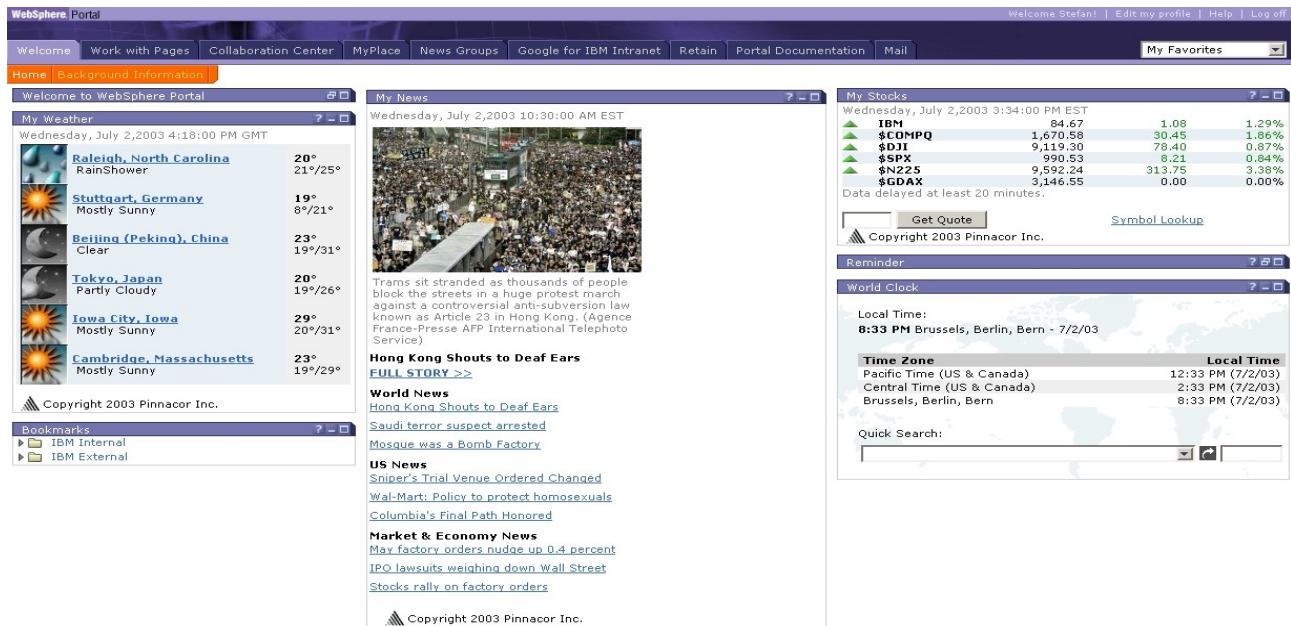 WebSphere Portal
Welcome Stefan! | Edit my profile | Help | Log off
Welcome Work with Pages Collaboration Center MyPlace News Groups Google for IBM Intranet Retain Portal Documentation Mail My Favorites
Home Background Information
Welcome to WebSphere Portal
My Weather
Wednesday, July 2,2003 4:18:00 PM GMT
Raleigh, North Carolina 20°
RainShower 21°/25°
Stuttgart, Germany 19°
Mostly Sunny 8°/21°
Beijing (Peking), China 23°
Clear 19°/31°
Tokyo, Japan 20°
Partly Cloudy 19°/26°
Iowa City, Iowa 29°
Mostly Sunny 20°/31°
Cambridge, Massachusetts 23°
Mostly Sunny 19°/29°
Copyright 2003 Pinnacor Inc.
Bookmarks
IBM Internal
IBM External
My News
Wednesday, July 2,2003 10:30:00 AM EST
Trams sit stranded as thousands of people
block the streets in a huge protest march
against a controversial anti-subversion law
known as Article 23 in Hong Kong. (Agence
France-Presse AFP International Telephoto
Service)
Hong Kong Shouts to Deaf Ears
FULL STORY >>
World News
Hong Kong Shouts to Deaf Ears
Saudi terror suspect arrested
Mosque was a Bomb Factory
US News
Sniper's Trial Venue Ordered Changed
Wal-Mart: Policy to protect homosexuals
Columbia's Final Path Honored
Market & Economy News
May factory orders nudge up 0.4 percent
IPO lawsuits weighing down Wall Street
Stocks rally on factory orders
Copyright 2003 Pinnacor Inc.
My Stocks
Wednesday, July 2,2003 3:34:00 PM EST
IBM 84.67 1.08 1.29%
$COMPQ 1,670.58 30.45 1.86%
$DJI 9,119.30 78.40 0.87%
$SPX 990.53 8.21 0.84%
$N225 9,592.24 313.75 3.38%
$GDAX 3,146.55 0.00 0.00%
Data delayed at least 20 minutes.
Get Quote Symbol Lookup
Copyright 2003 Pinnacor Inc.
Reminder
World Clock
Local Time:
8:33 PM Brussels, Berlin, Bern - 7/2/03
Time Zone Local Time
Pacific Time (US & Canada) 12:33 PM (7/2/03)
Central Time (US & Canada) 2:33 PM (7/2/03)
Brussels, Berlin, Bern 8:33 PM (7/2/03)
Quick Search: